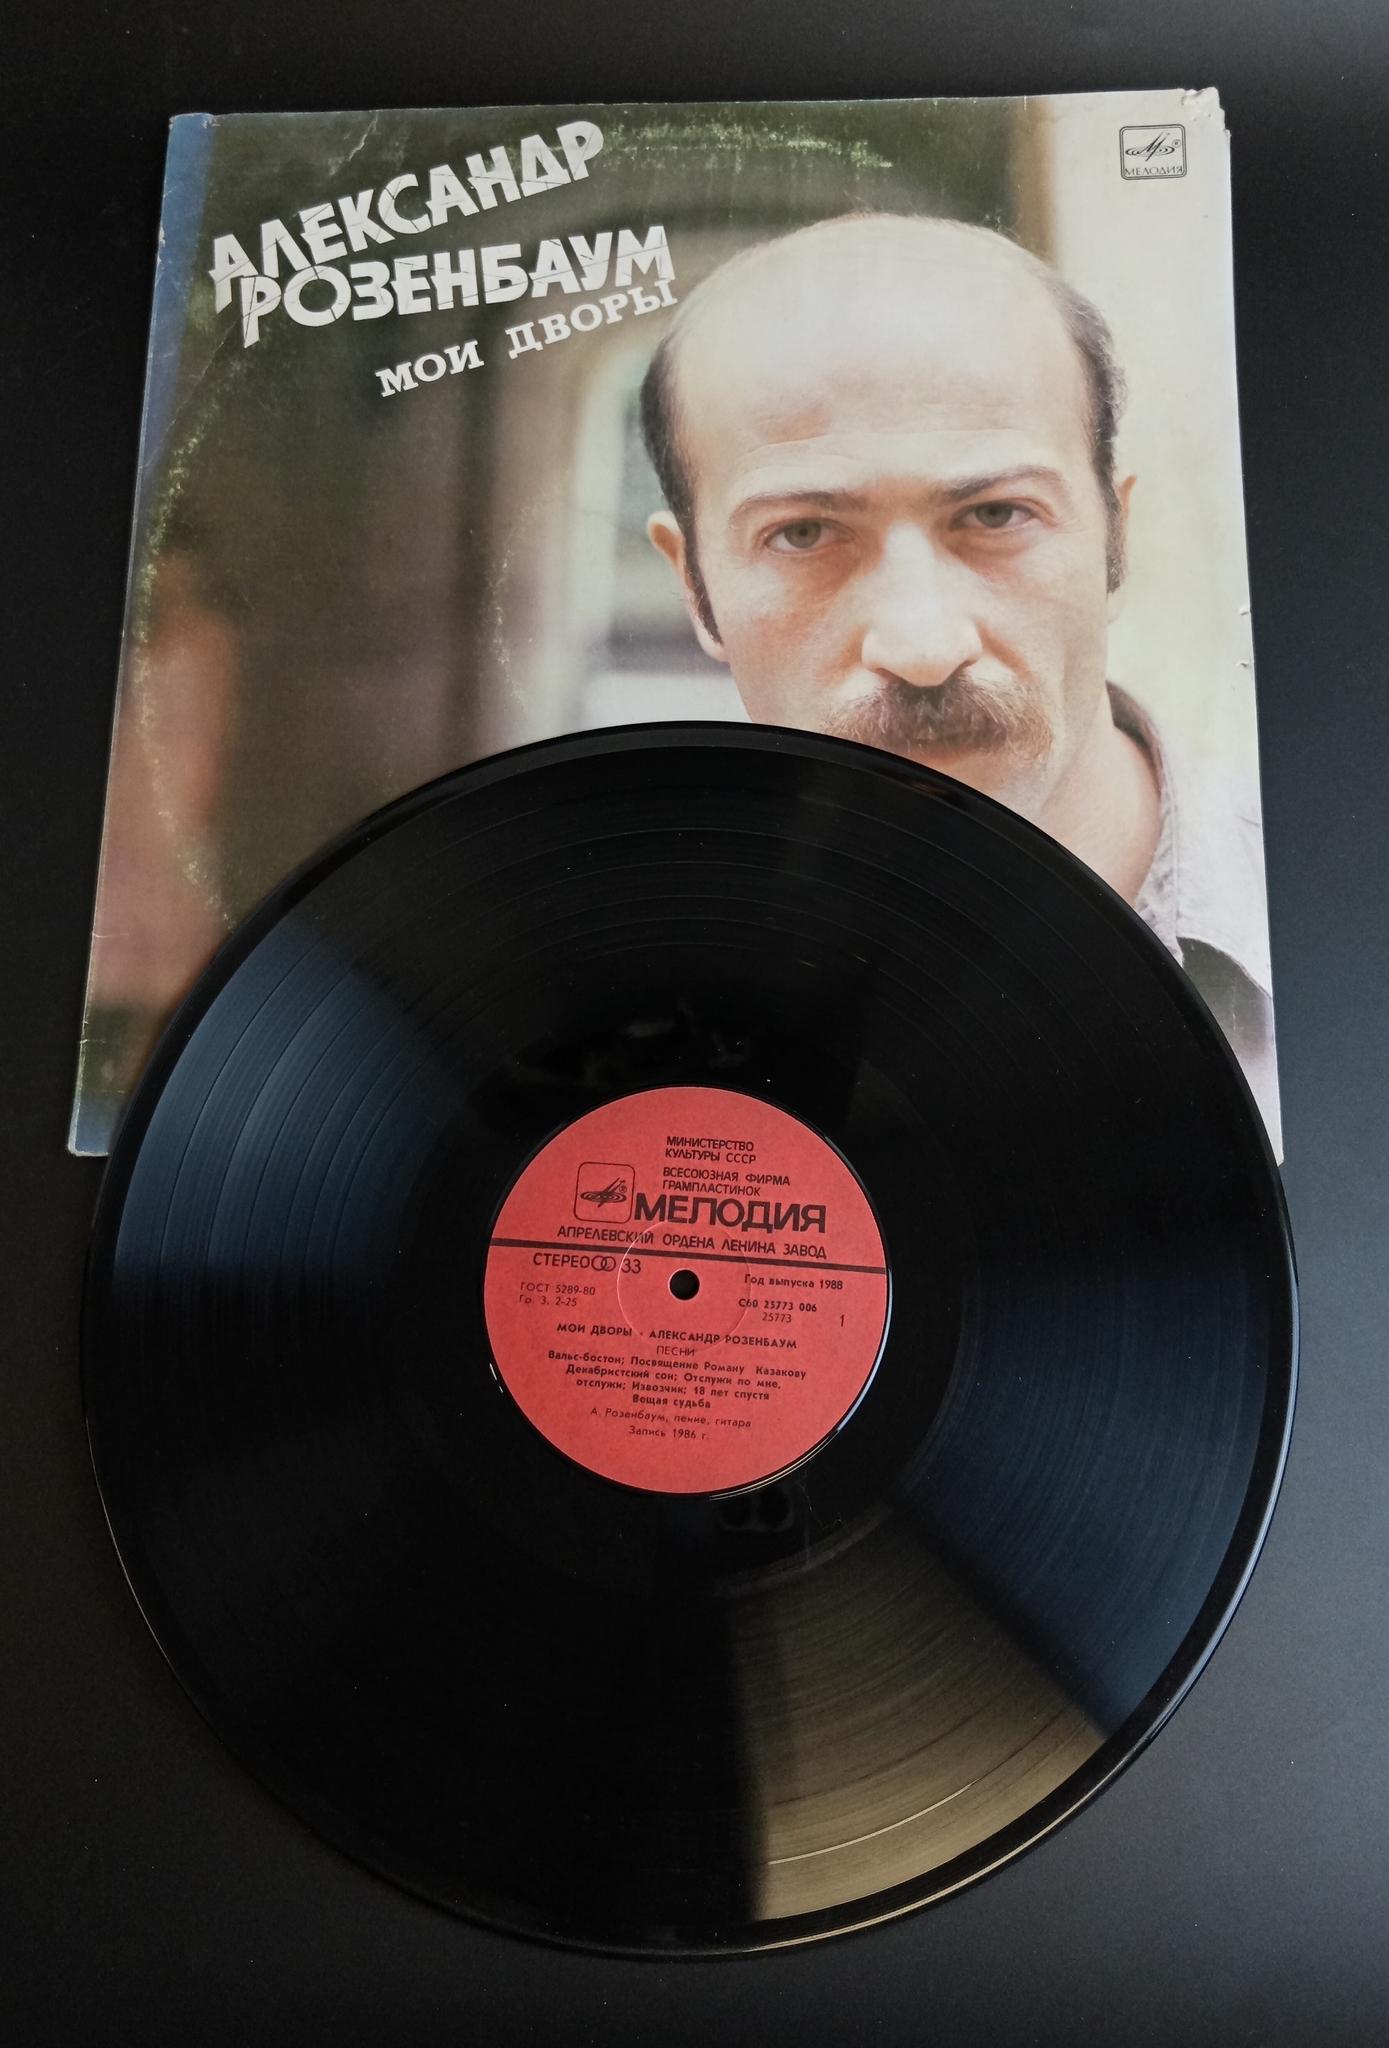 АЛЕКСАНДР
РОЗЕНБАУМ
МОИ ДВОРЫ
МЕЛОДИЯ
МИНИСТЕРСТВО
КУЛЬТУРЫ СССР
ВСЕСОЮЗНАЯ ФИРМА
ГРАМПЛАСТИНОК
МЕЛОДИЯ
АПРЕЛЕВСКИЙ ОРДЕНА ЛЕНИНА ЗАВОД
СТЕРЕО 33
Год выпуска 1988
ГОСТ 5289-80
Гр. 3. 2-25
С60 25773 006
25773
1
МОИ ДВОРЫ · АЛЕКСАНДР РОЗЕНБАУМ
ПЕСНИ
Вальс-бостон; Посвящение Роману Казакову
Декабристский сон; Отслужи по мне,
отслужи; Извозчик; 18 лет спустя
Вещая судьба
А. Розенбаум, пение, гитара
Запись 1986 г.